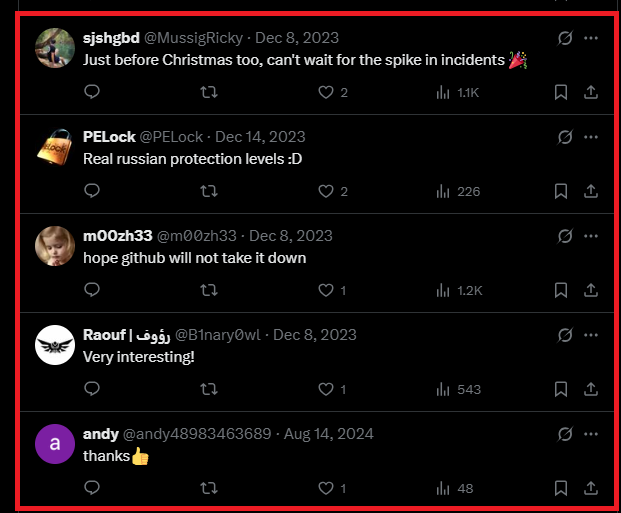 sjshgbd @MussigRicky · Dec 8, 2023
Just before Christmas too, can't wait for the spike in incidents 🎉
2 1.1K
PELock @PELock · Dec 14, 2023
Real russian protection levels :D
2 226
m00zh33 @m00zh33 · Dec 8, 2023
hope github will not take it down
1 1.2K
Raouf | رؤوف @B1nary0wl · Dec 8, 2023
Very interesting!
1 543
a
andy @andy48983463689 · Aug 14, 2024
thanks👍
1 48